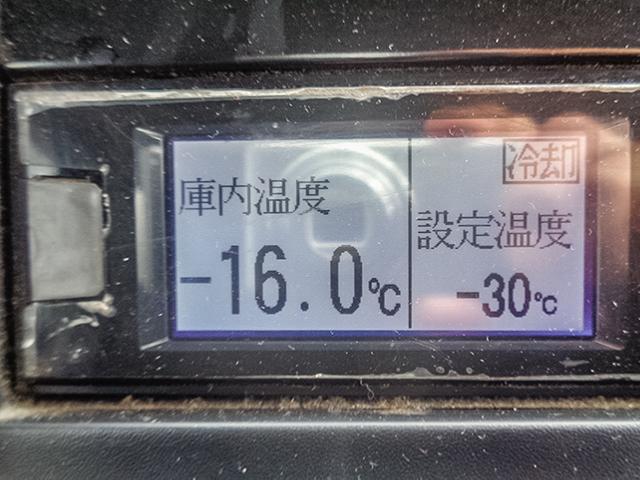 庫内温度
-16.0℃
冷却
設定温度
-30℃